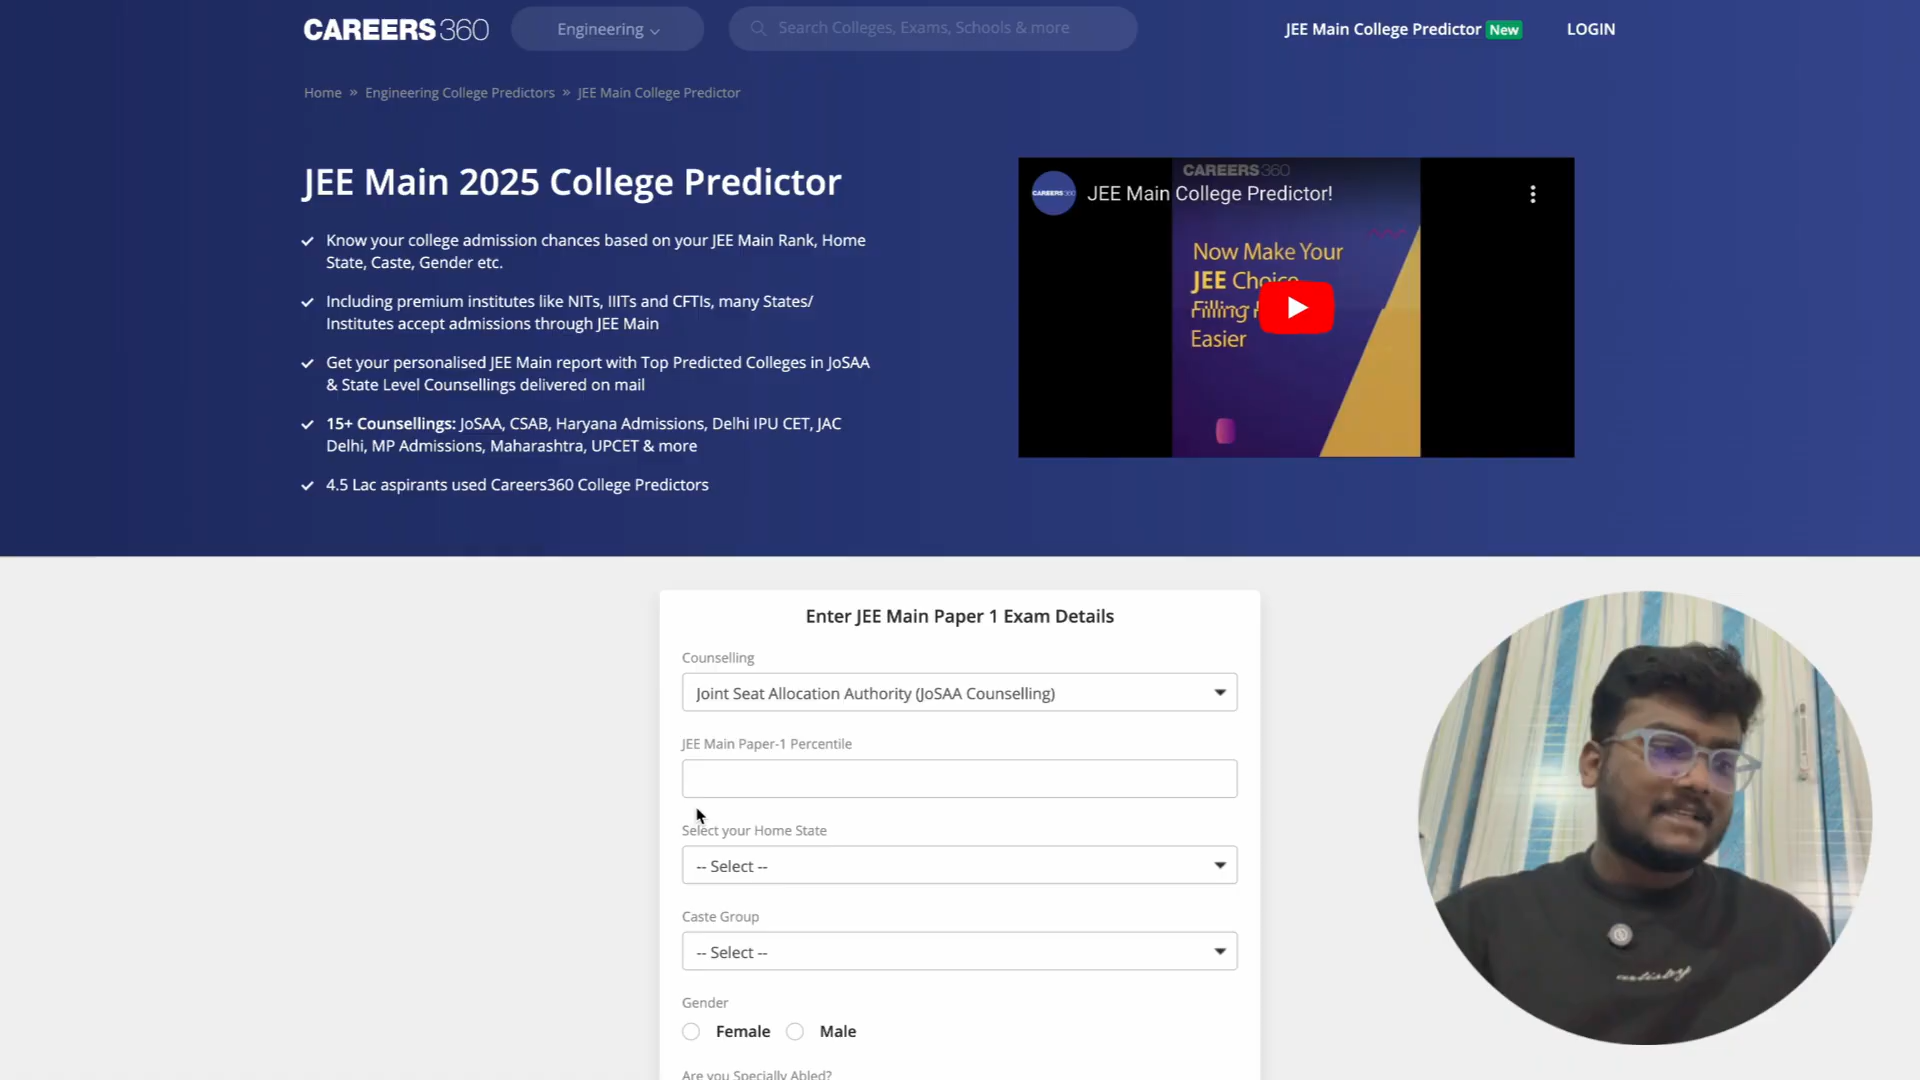 CAREERS360
Engineering
Search Colleges, Exams, Schools & more
JEE Main College Predictor New
LOGIN
Home » Engineering College Predictors » JEE Main College Predictor
JEE Main 2025 College Predictor
Know your college admission chances based on your JEE Main Rank, Home
State, Caste, Gender etc.
Including premium institutes like NITs, IIITs and CFTIs, many States/
Institutes accept admissions through JEE Main
Get your personalised JEE Main report with Top Predicted Colleges in JoSAA
& State Level Counsellings delivered on mail
15+ Counsellings: JoSAA, CSAB, Haryana Admissions, Delhi IPU CET, JAC
Delhi, MP Admissions, Maharashtra, UPCET & more
4.5 Lac aspirants used Careers360 College Predictors
CAREERS360
CAREERS360
JEE Main College Predictor!
Now Make Your
JEE Choice
Filling
Easier
Enter JEE Main Paper 1 Exam Details
Counselling
Joint Seat Allocation Authority (JoSAA Counselling)
JEE Main Paper-1 Percentile
Select your Home State
-- Select --
Caste Group
-- Select --
Gender
Female
Male
Are you Specially Abled?
artistry